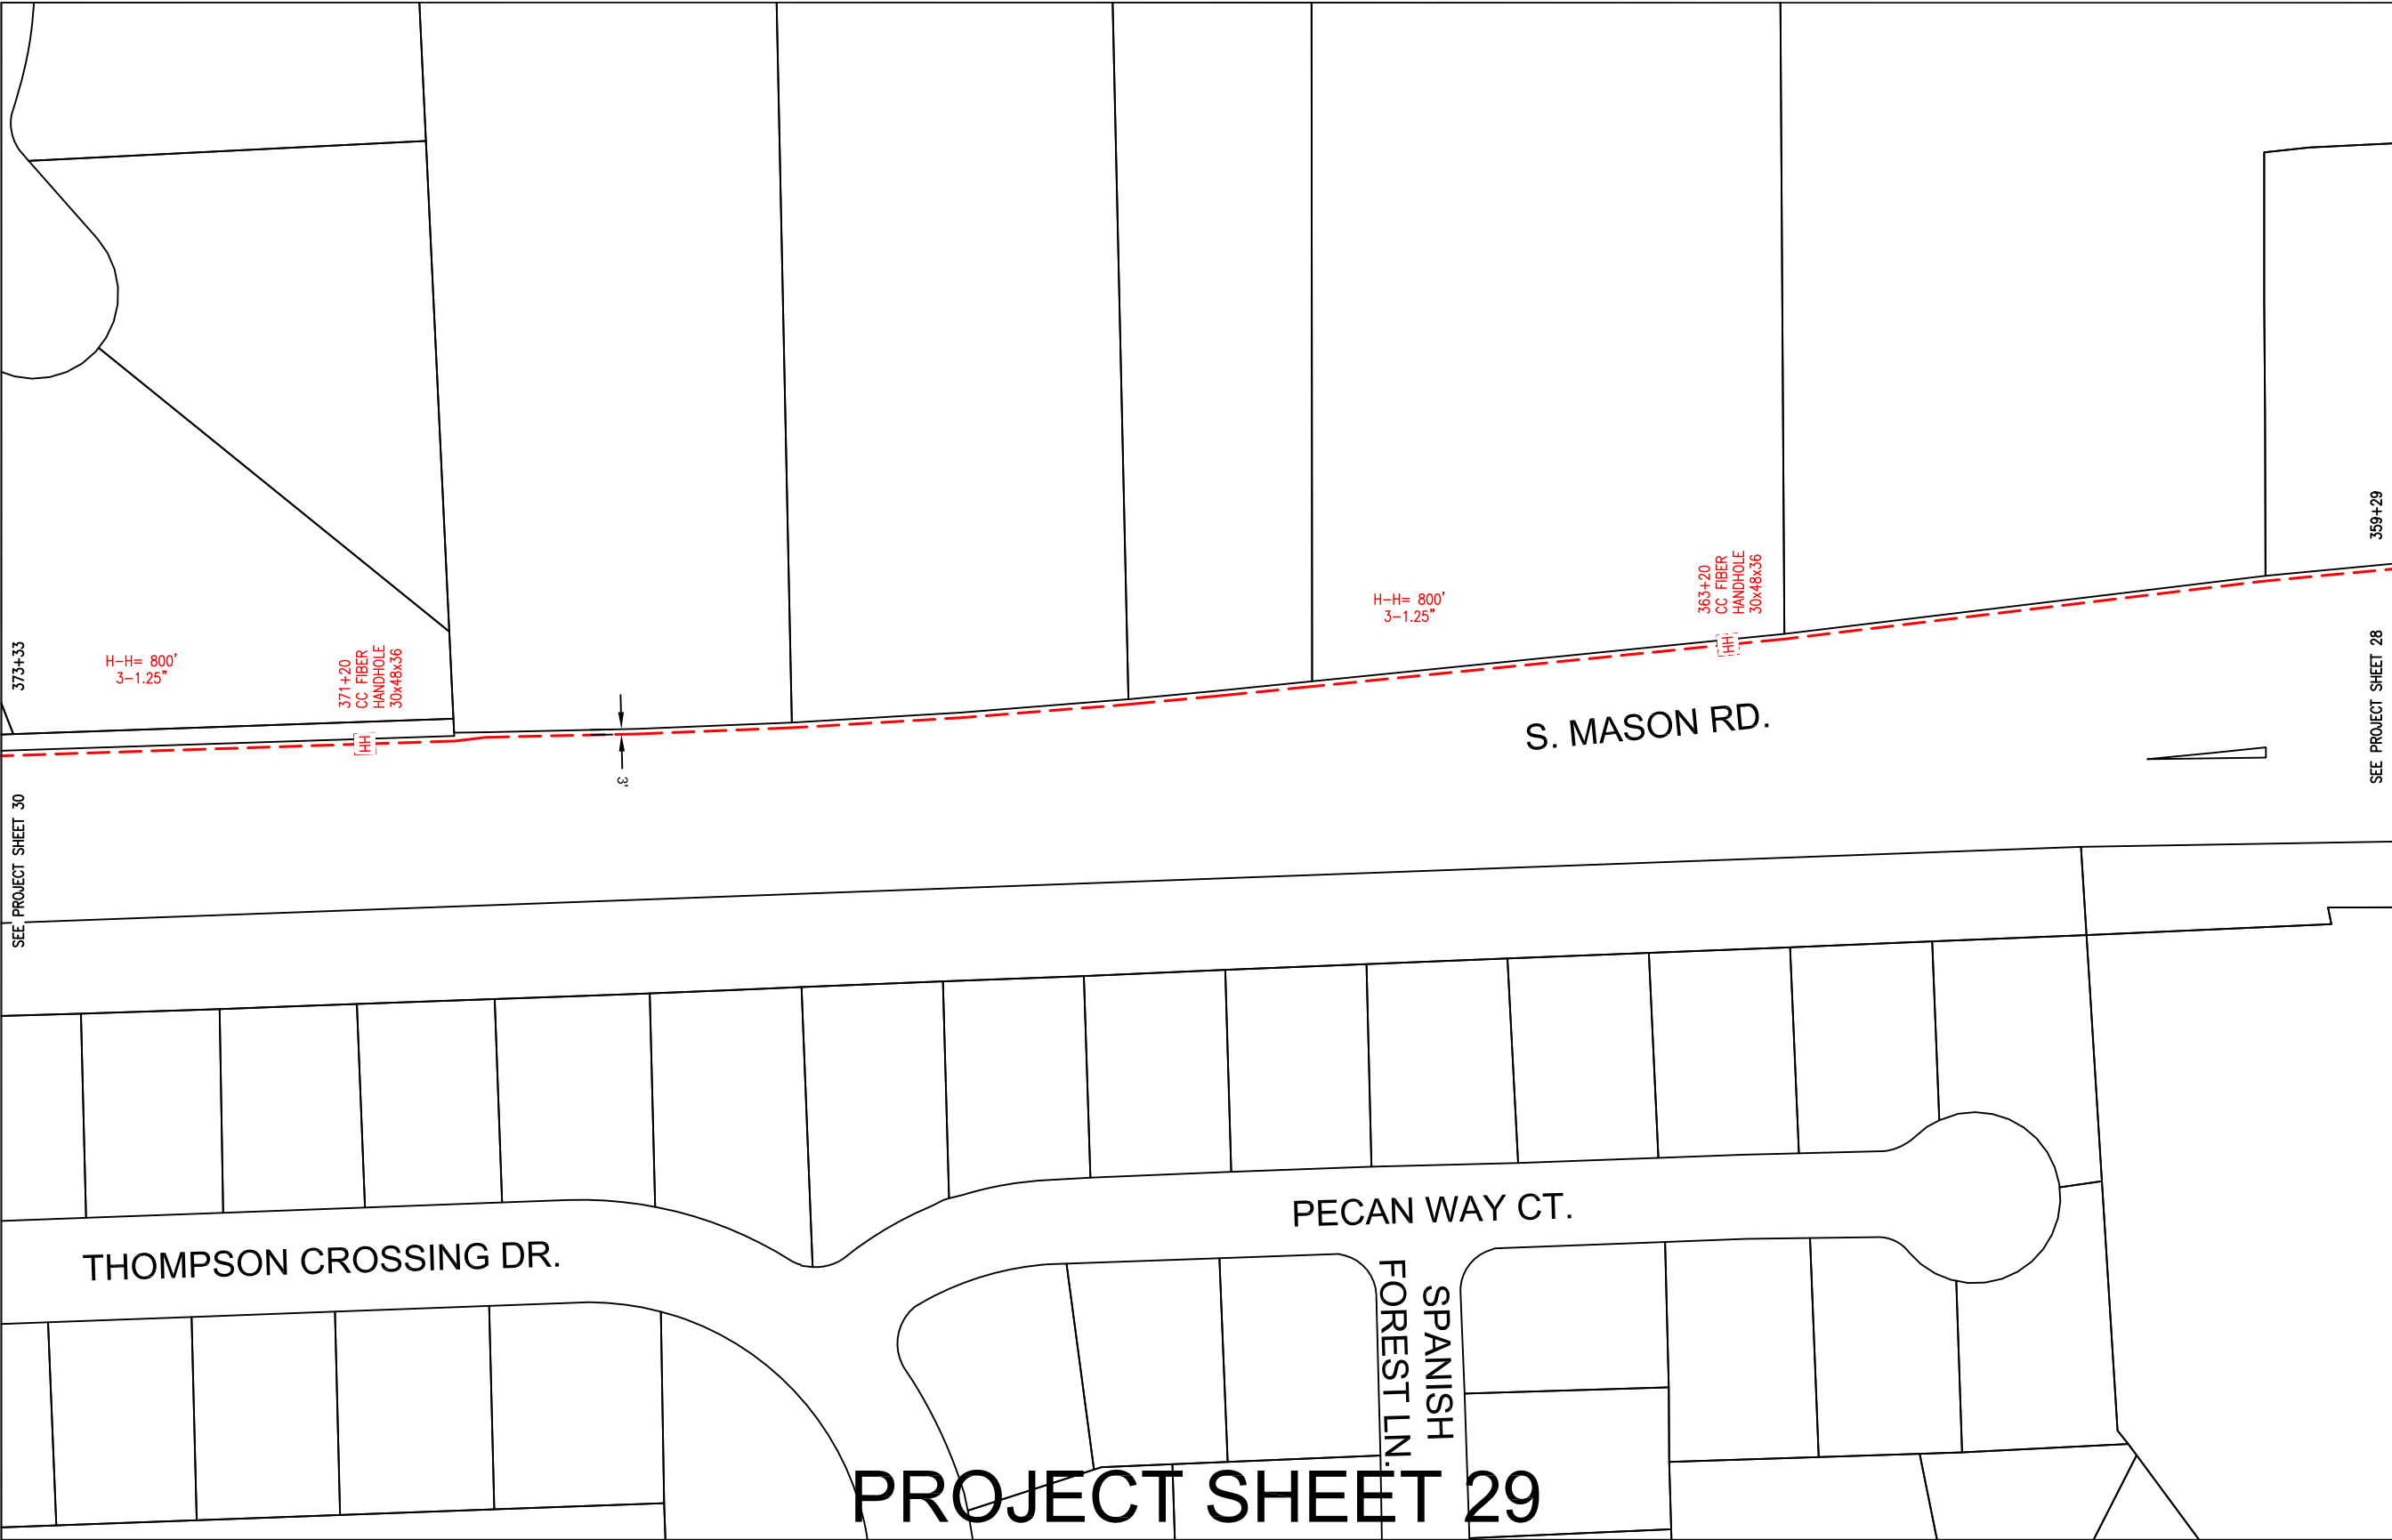 359+29
363+20
CC FIBER
HANDHOLE
30x48x36
H-H= 800'
3-1.25"
HH
373+33
H-H= 800'
3-1.25"
371+20
CC FIBER
HANDHOLE
30x48x36
HH
3'
S. MASON RD.
SEE PROJECT SHEET 28
SEE PROJECT SHEET 30
PECAN WAY CT.
THOMPSON CROSSING DR.
SPANISH
FOREST LN.
PROJECT SHEET 29